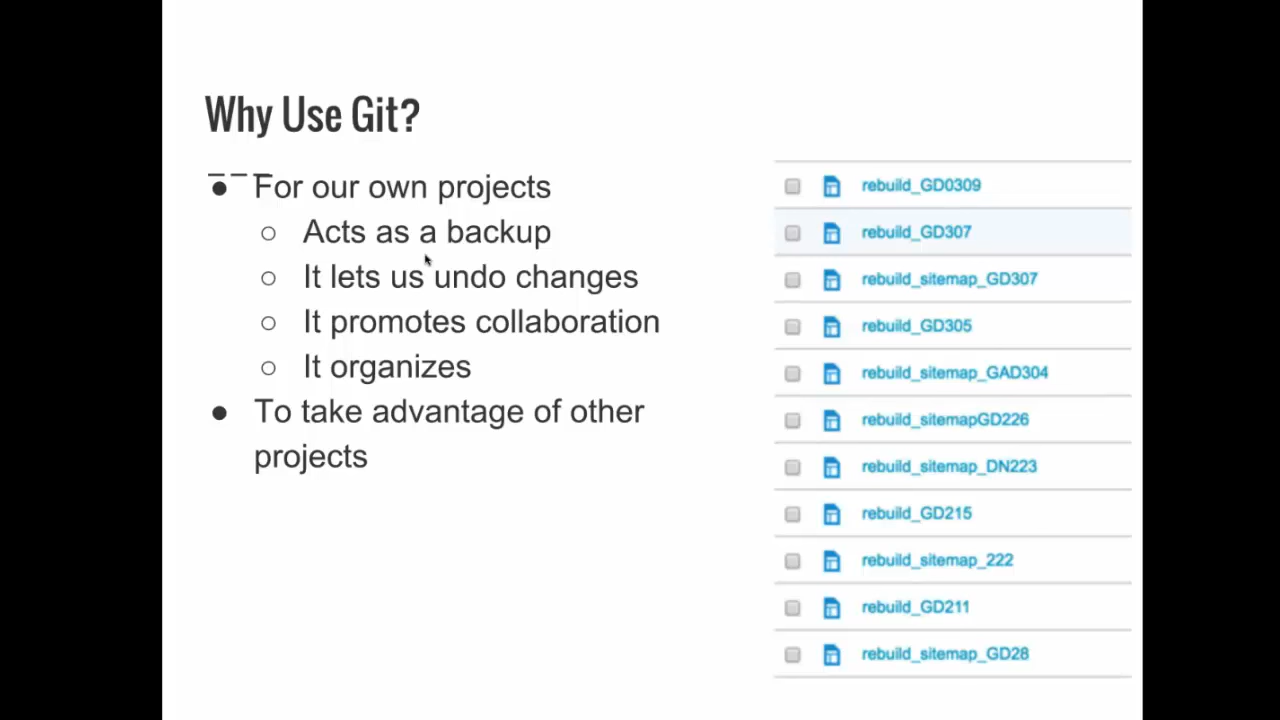 Why Use Git?
● For our own projects
○ Acts as a backup
○ It lets us undo changes
○ It promotes collaboration
○ It organizes
● To take advantage of other
projects
rebuild_GD0309
rebuild_GD307
rebuild_sitemap_GD307
rebuild_GD305
rebuild_sitemap_GAD304
rebuild_sitemapGD226
rebuild_sitemap_DN223
rebuild_GD215
rebuild_sitemap_222
rebuild_GD211
rebuild_sitemap_GD28